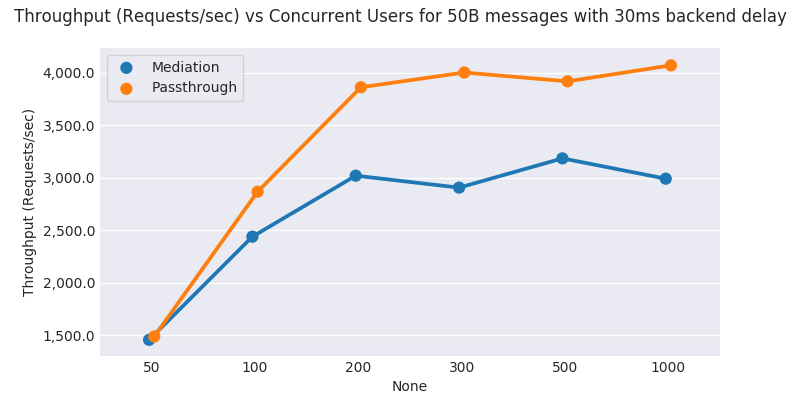 Throughput (Requests/sec) vs Concurrent Users for 50B messages with 30ms backend delay
Mediation
Passthrough
Throughput (Requests/sec)
4,000.0
3,500.0
3,000.0
2,500.0
2,000.0
1,500.0
50 100 200 300 500 1000
None